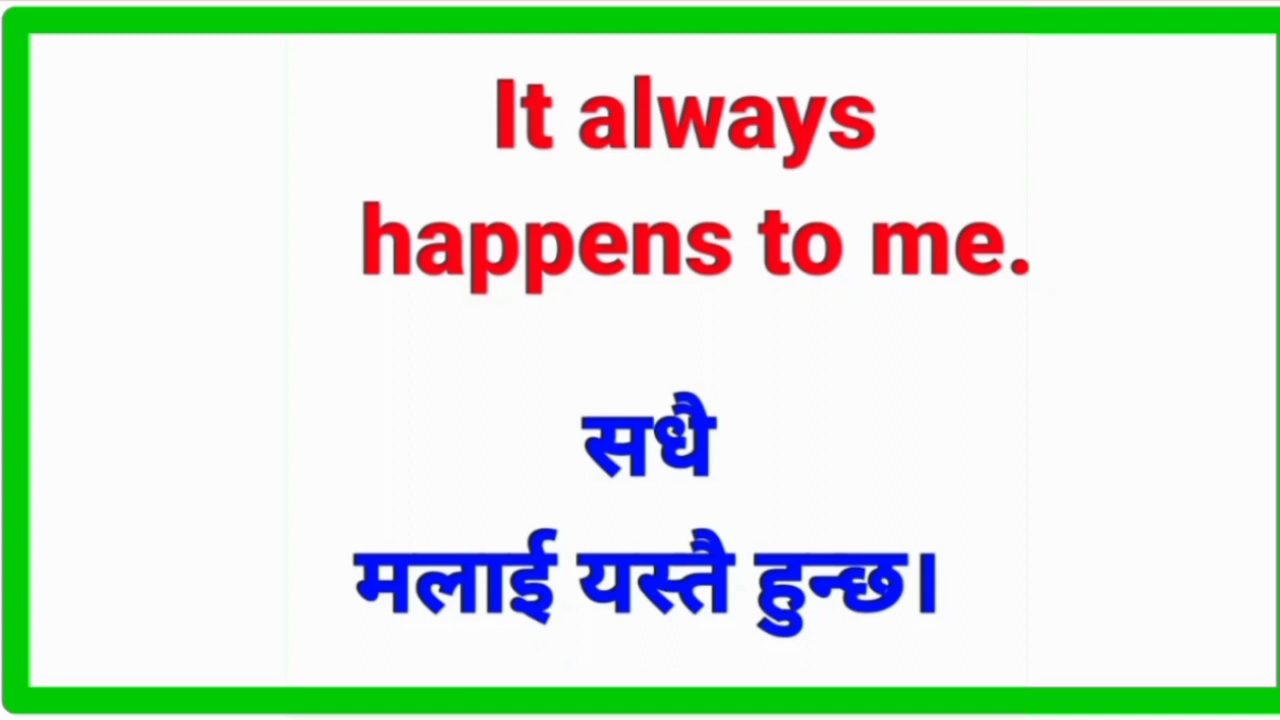 It always
happens to me.
सधै
मलाई यस्तै हुन्छ।